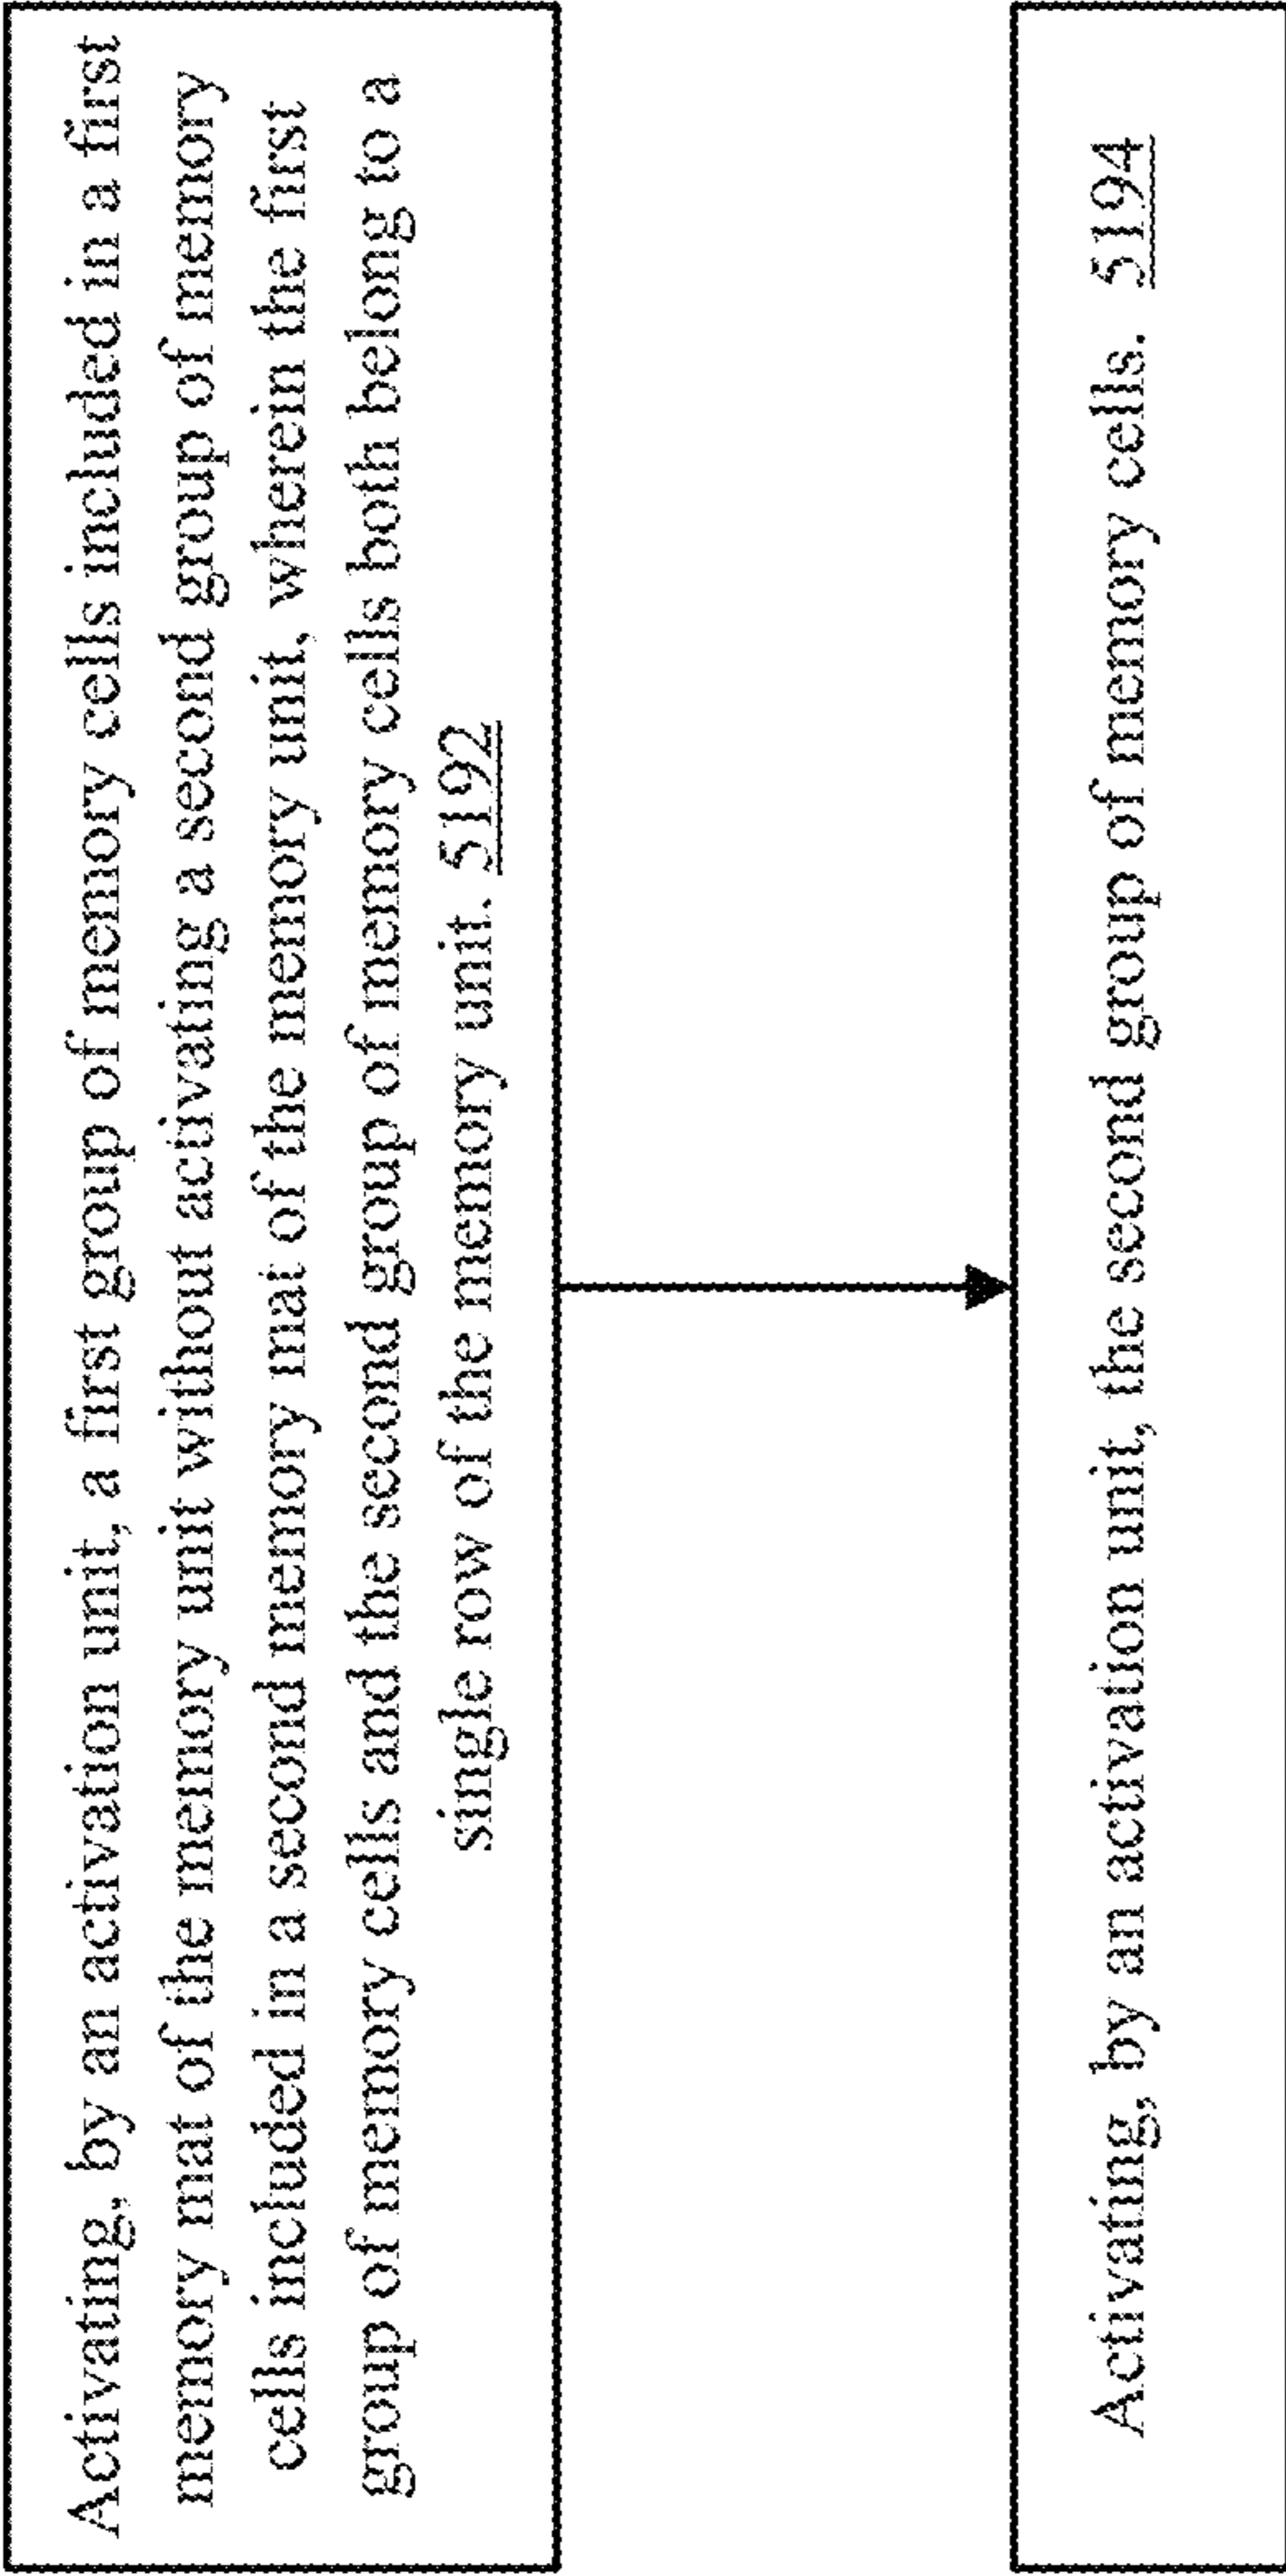 Activating, by an activation unit, a first group of memory cells included in a first
memory mat of the memory unit without activating a second group of memory
cells included in a second memory mat of the memory unit, wherein the first
group of memory cells and the second group of memory cells both belong to a
single row of the memory unit. 5192
Activating, by an activation unit, the second group of memory cells. 5194